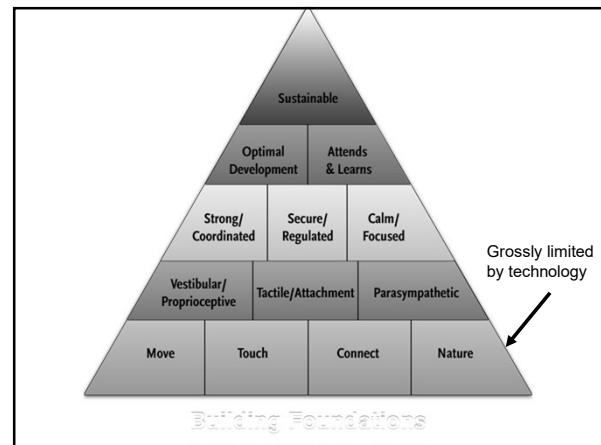 Sustainable
Optimal
Development
Attends
& Learns
Strong/
Coordinated
Secure/
Regulated
Calm/
Focused
Vestibular/
Proprioceptive
Tactile/Attachment
Parasympathetic
Grossly limited
by technology
Move
Touch
Connect
Nature
Building Foundations